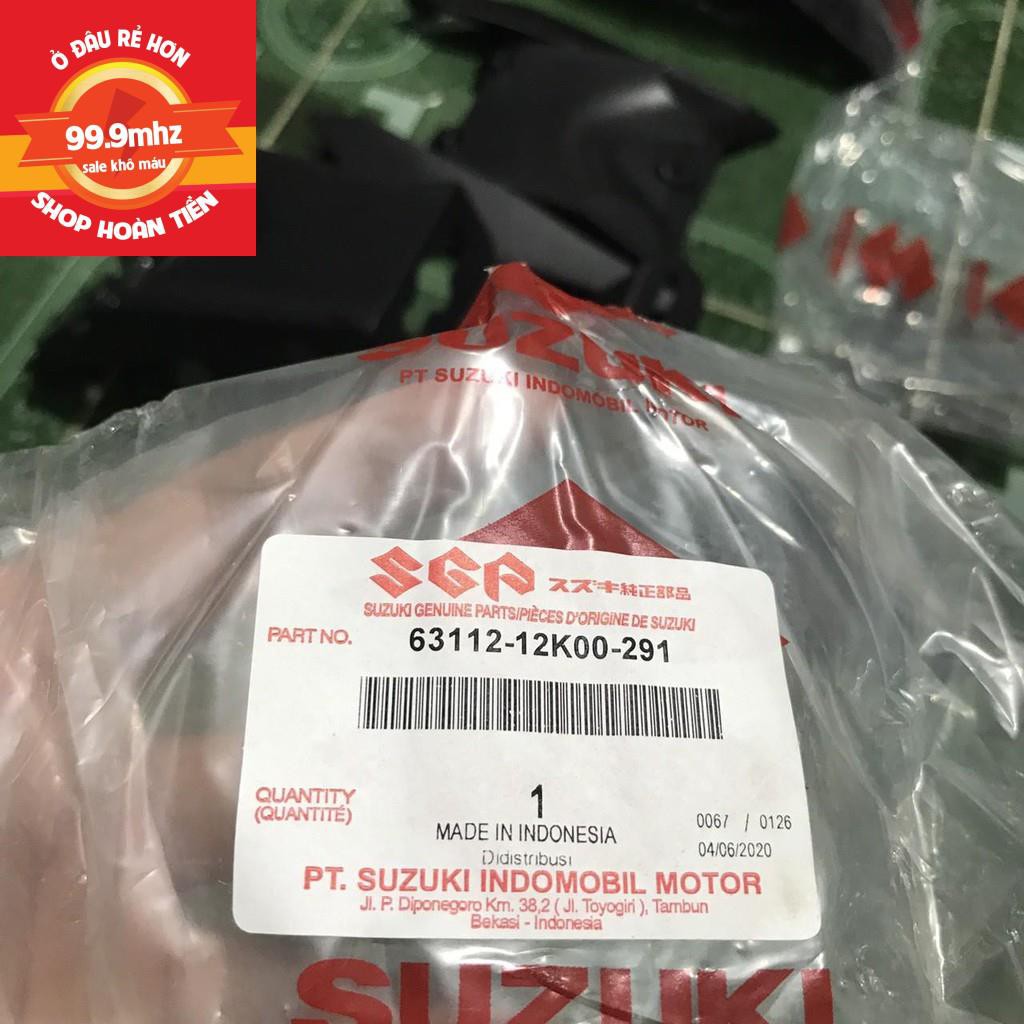 Ở ĐÂU RẺ HƠN
99.9mhz
sale khô máu
SHOP HOÀN TIỀN
SUZUKI
PT SUZUKI INDOMOBIL MOTOR
SGP スズキ純正部品
SUZUKI GENUINE PARTS/PIÈCES D'ORIGINE DE SUZUKI
PART NO. 63112-12K00-291
QUANTITY 1
(QUANTITÉ)
MADE IN INDONESIA
0067 / 0126
04/06/2020
Didistribusi
PT. SUZUKI INDOMOBIL MOTOR
Jl. P. Diponegoro Km. 38,2 ( Jl. Toyogiri ), Tambun
Bekasi - Indonesia
SUZUKI